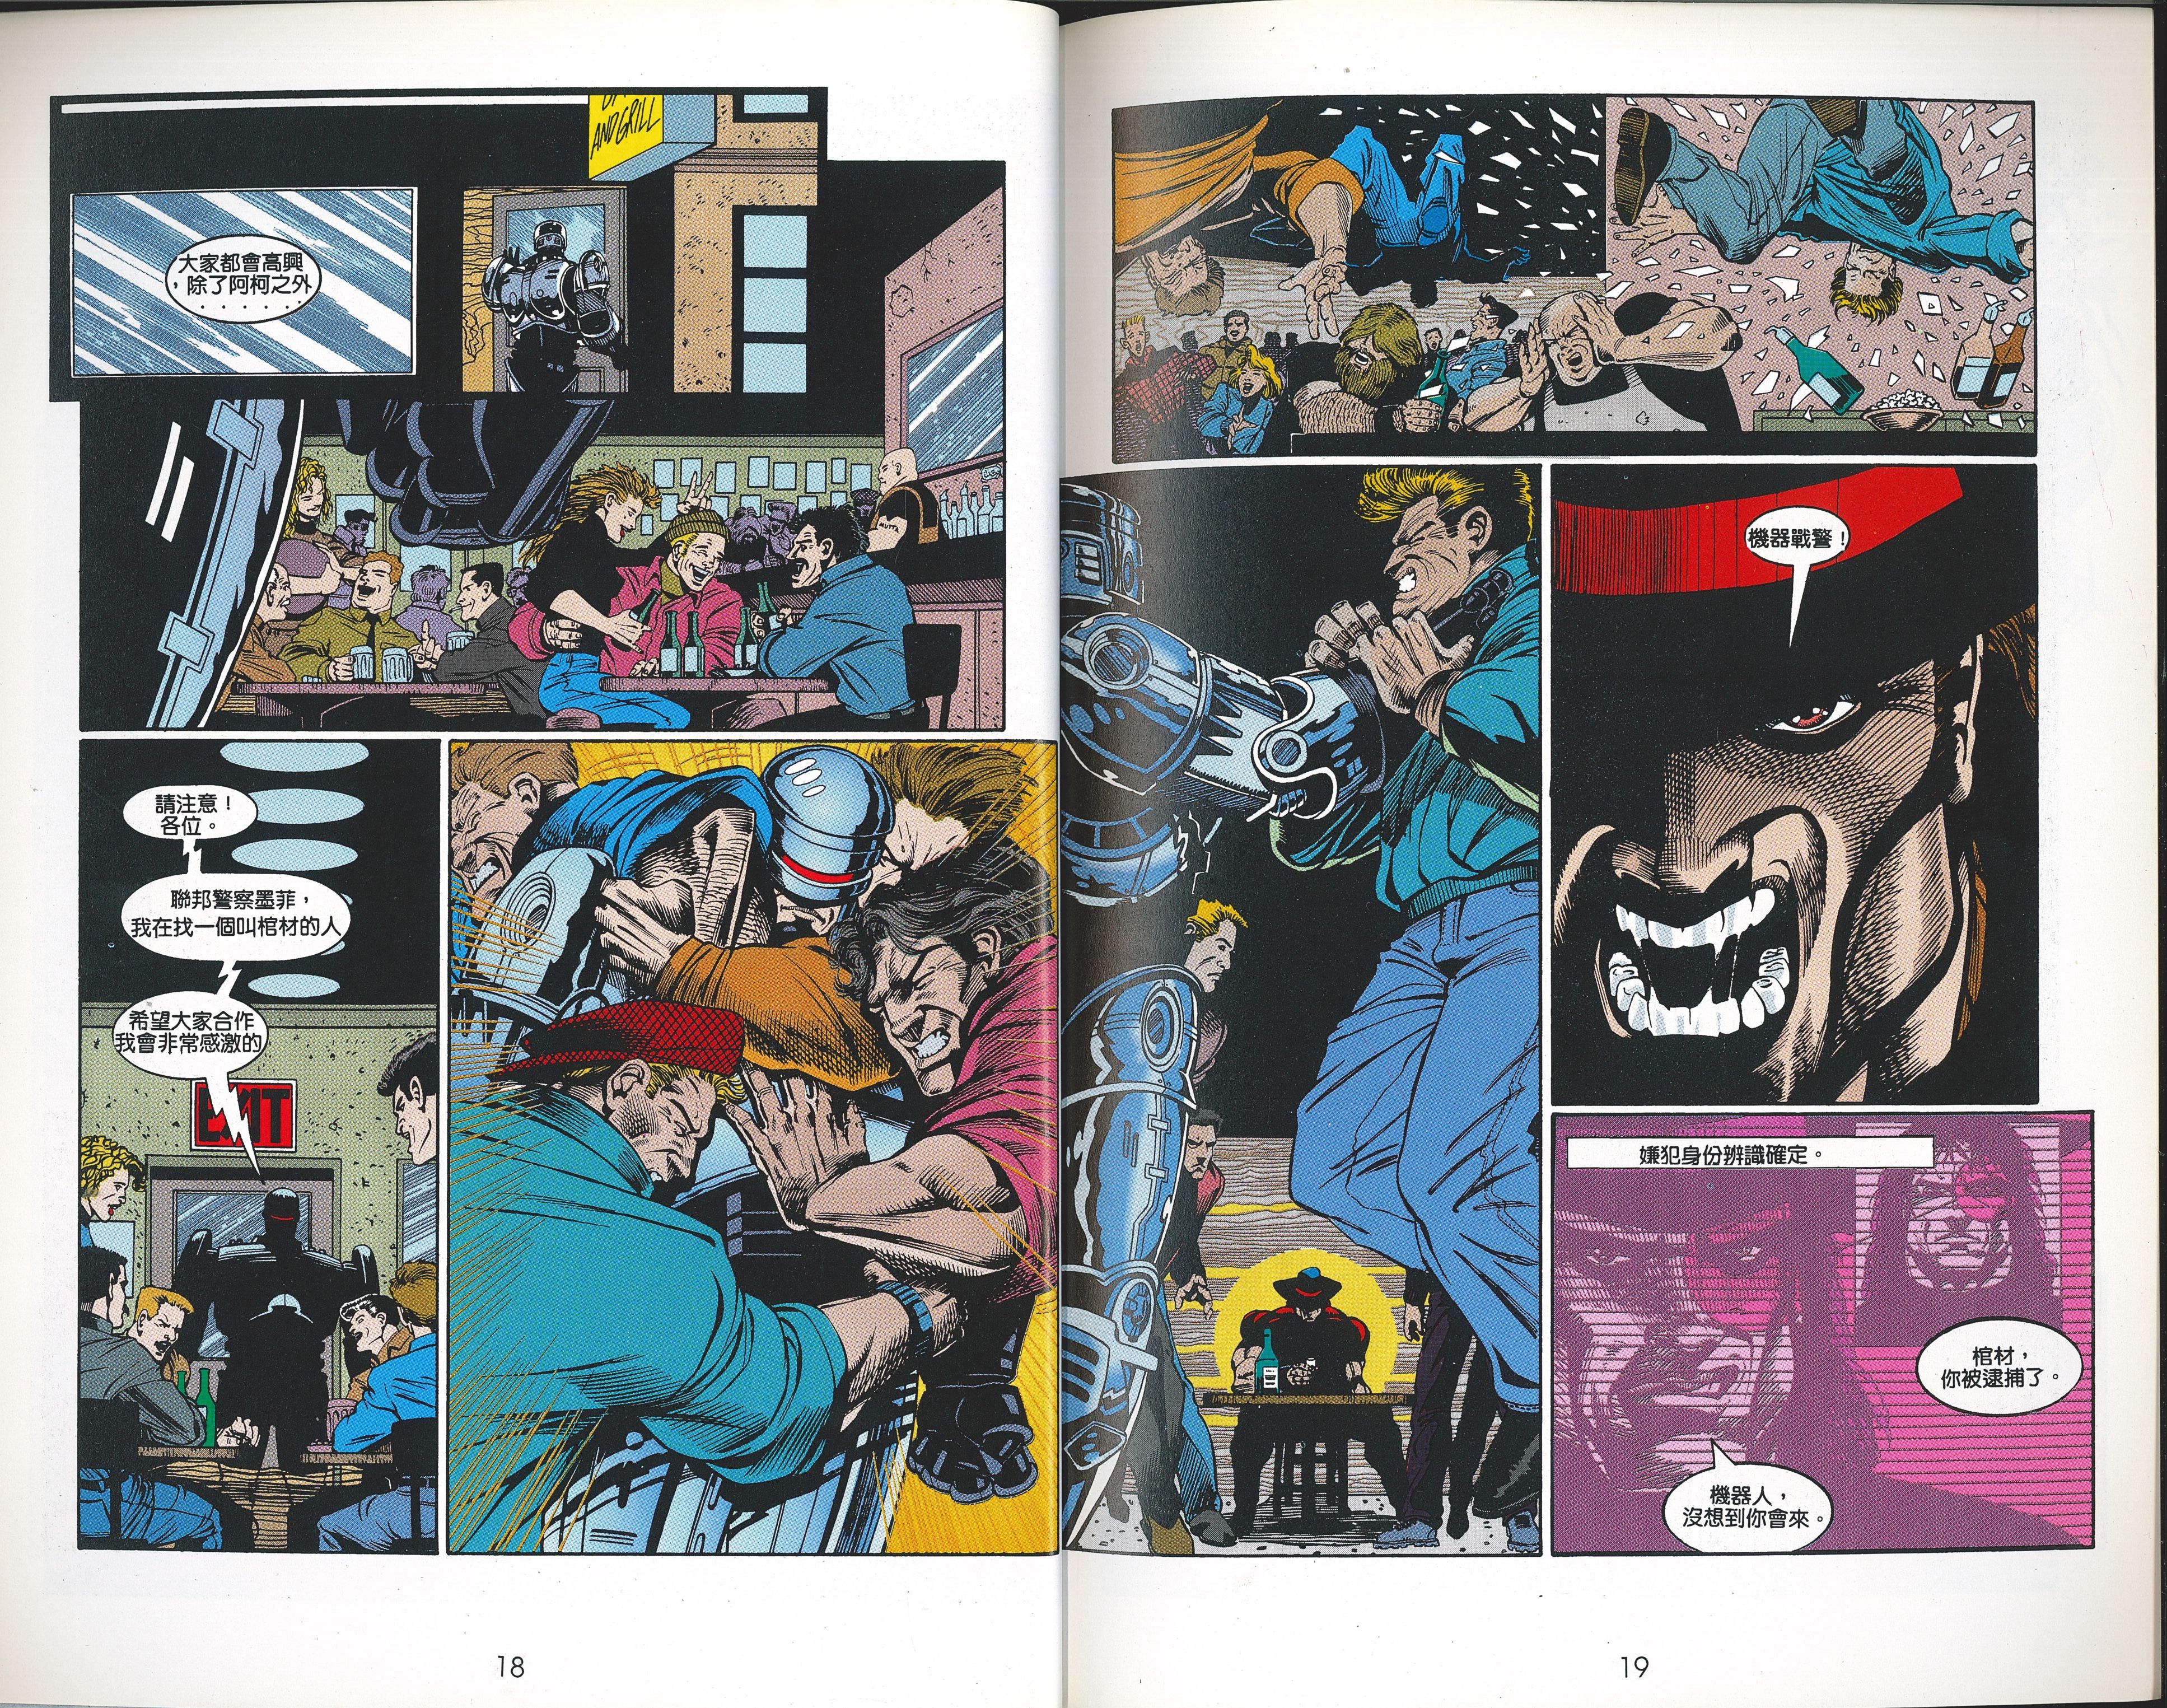 AND GRILL
大家都會高興
，除了阿柯之外
．．．．．．
MUTT
請注意！
各位。
聯邦警察墨菲，
我在找一個叫棺材的人
希望大家合作
我會非常感激的
EXIT
18
機器戰警！
嫌犯身份辨識確定。
棺材，
你被逮捕了。
機器人，
沒想到你會來。
19